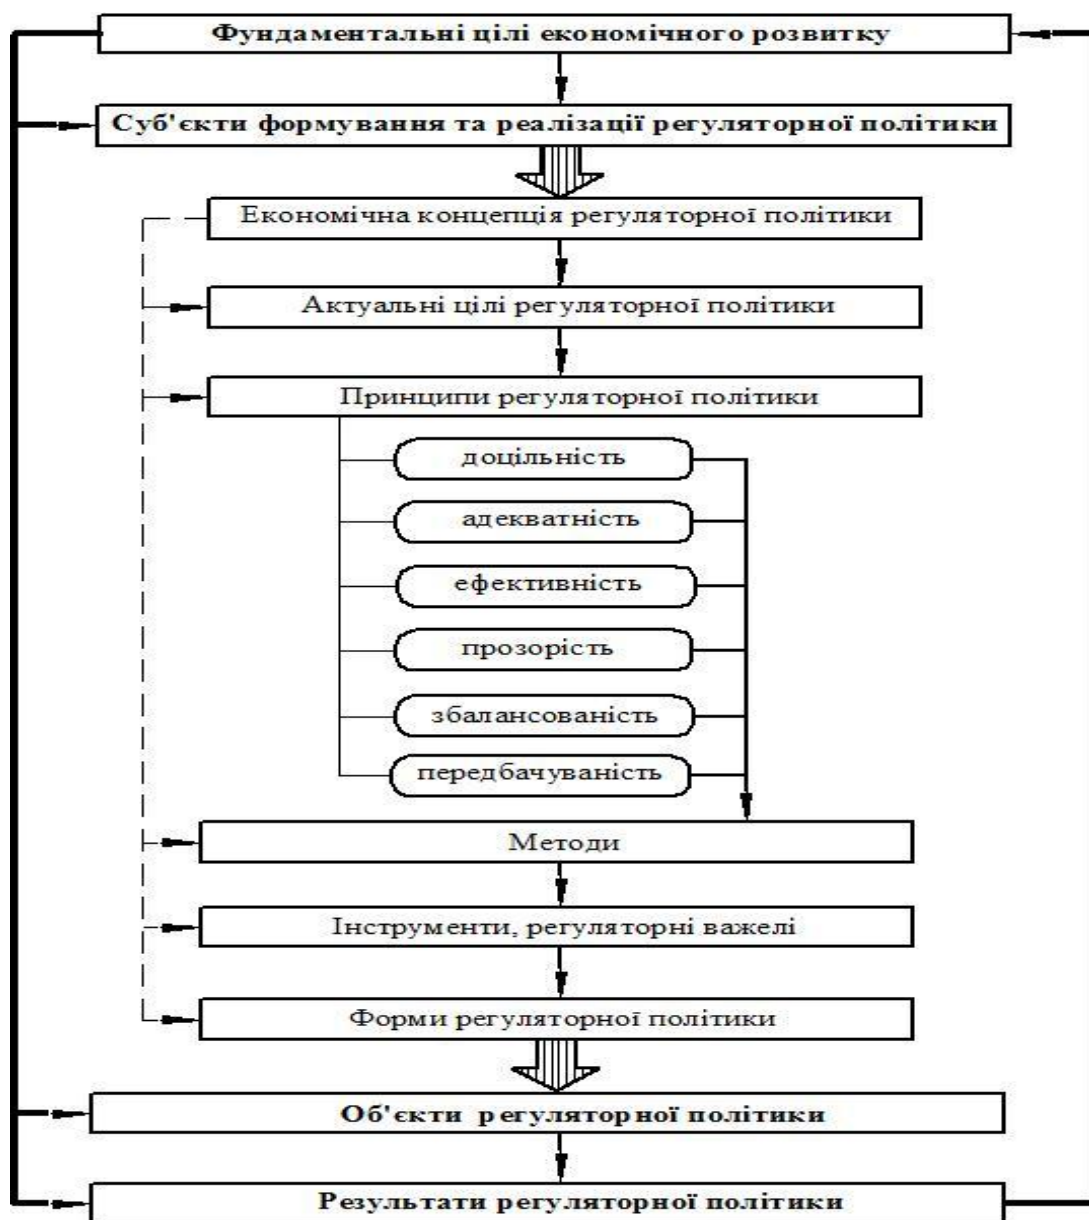 Фундаментальні цілі економічного розвитку
Суб'єкти формування та реалізації регуляторної політики
Економічна концепція регуляторної політики
Актуальні цілі регуляторної політики
Принципи регуляторної політики
доцільність
адекватність
ефективність
прозорість
збалансованість
передбачуваність
Методи
Інструменти, регуляторні важелі
Форми регуляторної політики
Об'єкти регуляторної політики
Результати регуляторної політики